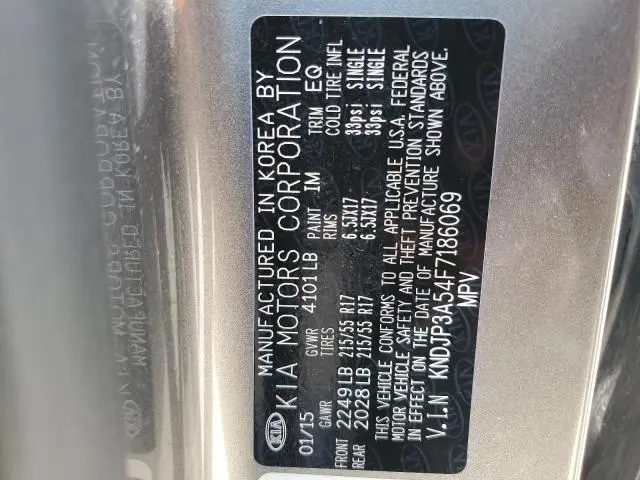 KIA
MANUFACTURED IN KOREA BY
KIA MOTORS CORPORATION
01/15 GVWR 4101LB PAINT IM TRIM EQ
GAWR TIRES RIMS COLD TIRE INFL
FRONT 2249LB 215/55 R17 6.5JX17 33psi SINGLE
REAR 2028LB 215/55 R17 6.5JX17 33psi SINGLE
THIS VEHICLE CONFORMS TO ALL APPLICABLE U.S.A. FEDERAL
MOTOR VEHICLE SAFETY AND THEFT PREVENTION STANDARDS
IN EFFECT ON THE DATE OF MANUFACTURE SHOWN ABOVE.
V.I.N KNDJP3A54F7186069
MPV